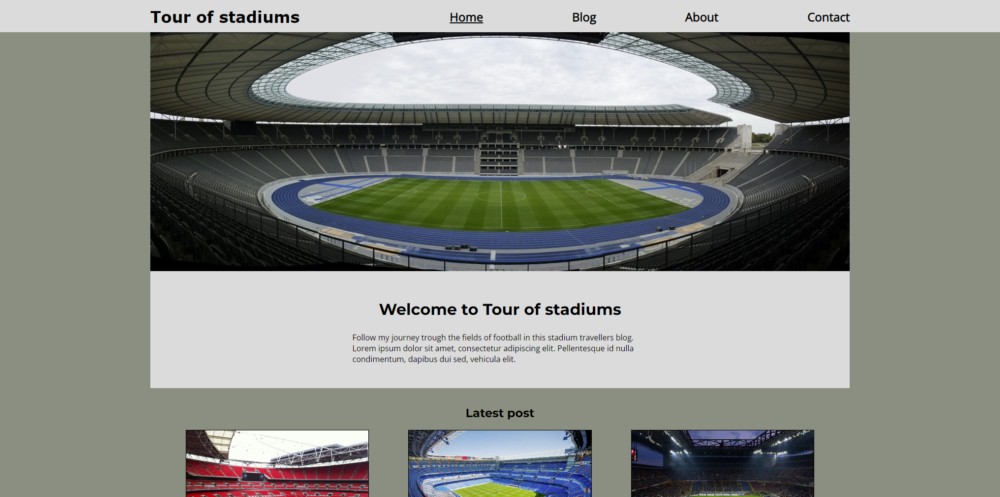 Tour of stadiums
Home Blog About Contact
Welcome to Tour of stadiums
Follow my journey trough the fields of football in this stadium travellers blog.
Lorem ipsum dolor sit amet, consectetur adipiscing elit. Pellentesque id nulla
condimentum, dapibus dui sed, vehicula elit.
Latest post